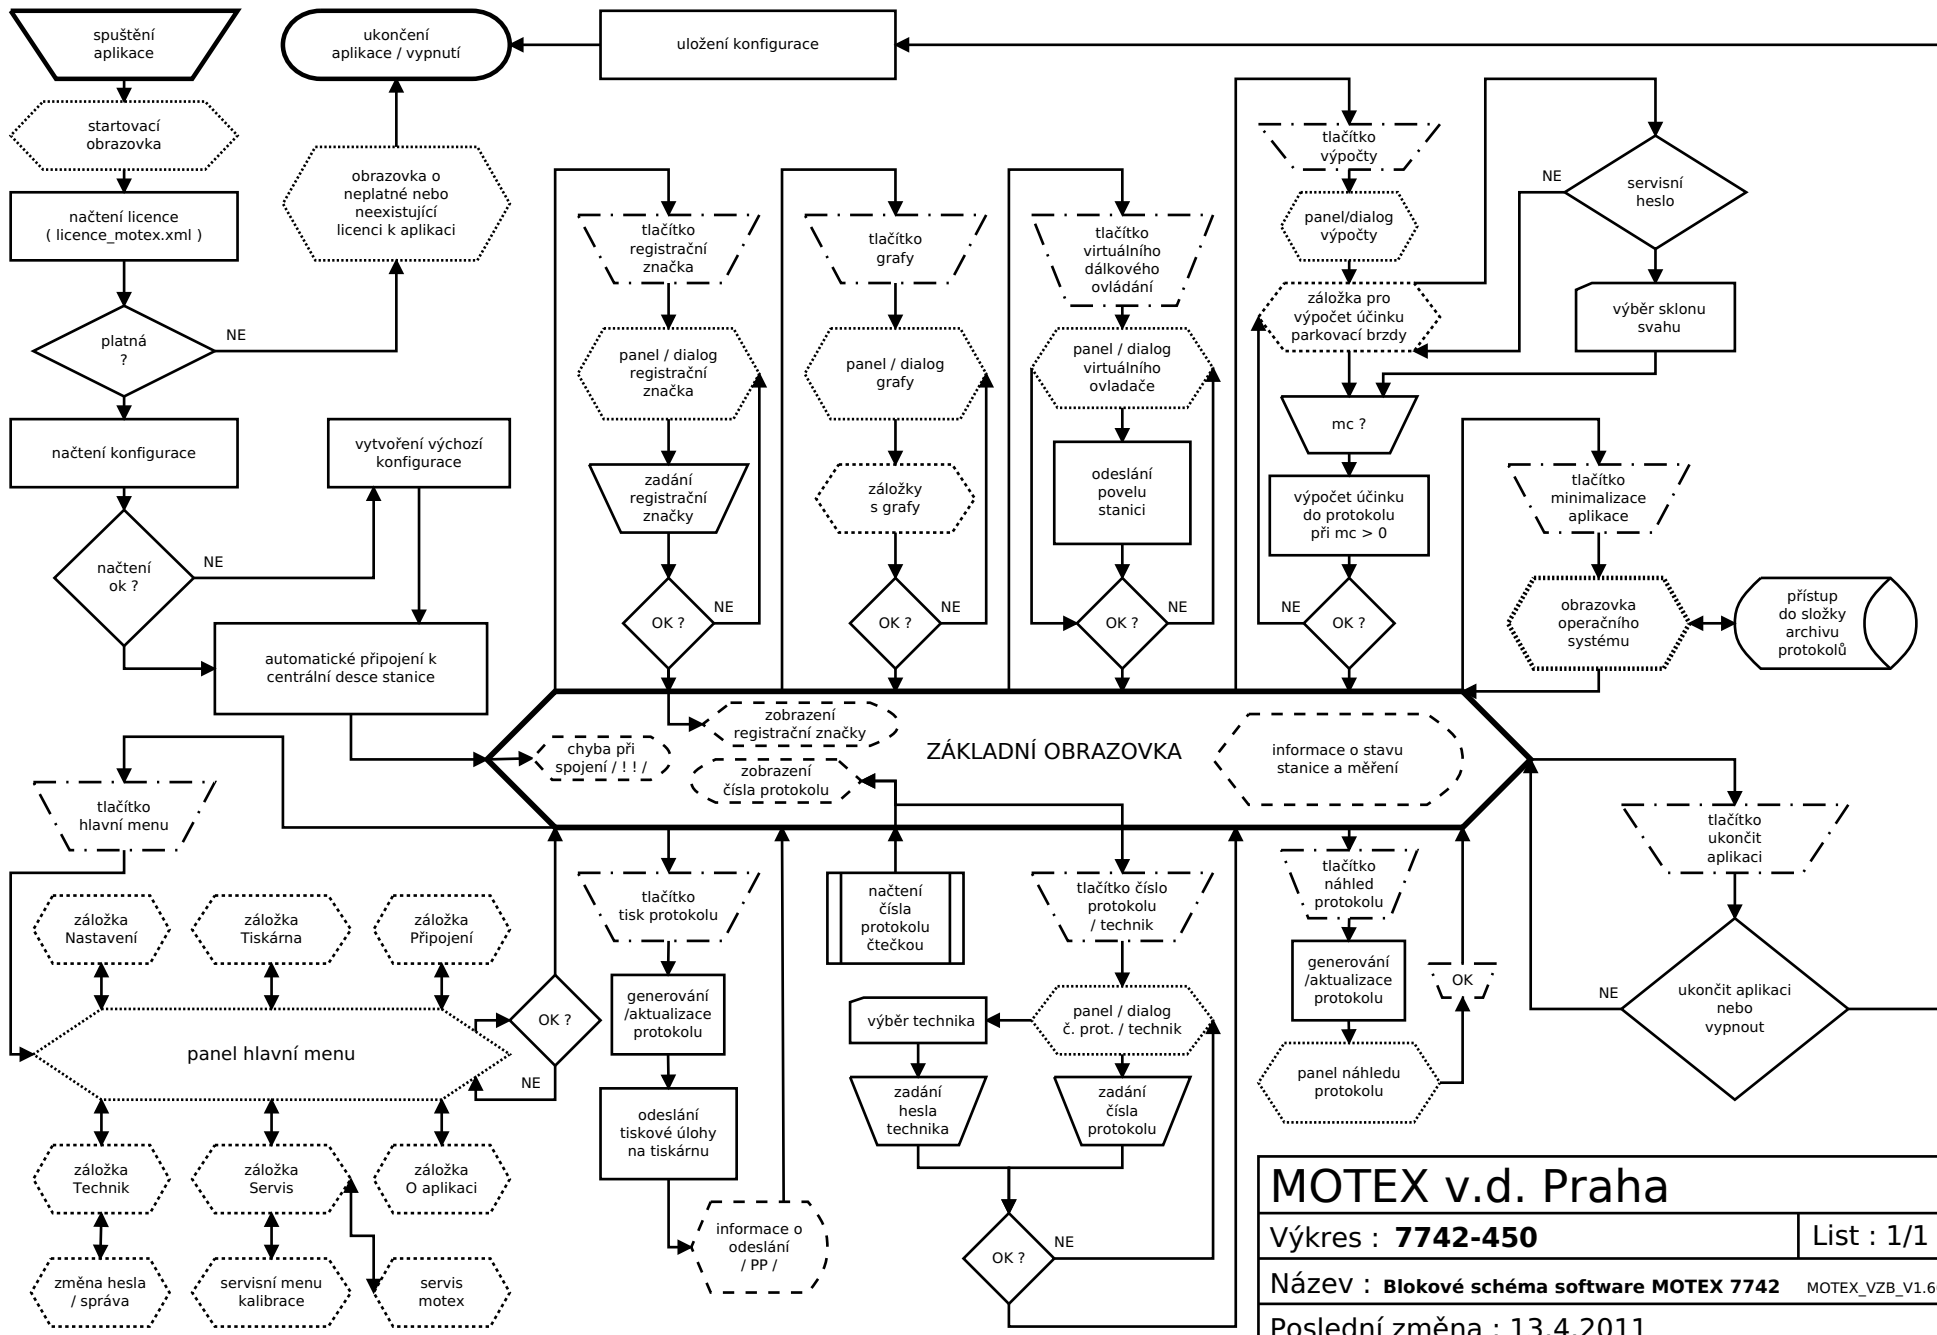 spuštění
aplikace
ukončení
aplikace / vypnutí
uložení konfigurace
startovací
obrazovka
obrazovka o
neplatné nebo
neexistující
licenci k aplikaci
načtení licence
( licence_motex.xml )
platná
?
NE
načtení konfigurace
vytvoření výchozí
konfigurace
načtení
ok ?
NE
automatické připojení k
centrální desce stanice
tlačítko
registrační
značka
panel / dialog
registrační
značka
zadání
registrační
značky
OK ?
NE
tlačítko
grafy
panel / dialog
grafy
záložky
s grafy
OK ?
NE
tlačítko
virtuálního
dálkového
ovládání
panel / dialog
virtuálního
ovladače
odeslání
povelu
stanici
OK ?
NE
tlačítko
výpočty
panel/dialog
výpočty
záložka pro
výpočet účinku
parkovací brzdy
mc ?
výpočet účinku
do protokolu
při mc > 0
NE
OK ?
servisní
heslo
NE
výběr sklonu
svahu
tlačítko
minimalizace
aplikace
obrazovka
operačního
systému
přístup
do složky
archivu
protokolů
zobrazení
registrační značky
chyba při
spojení / ! ! /
zobrazení
čísla protokolu
ZÁKLADNÍ OBRAZOVKA
informace o stavu
stanice a měření
tlačítko
hlavní menu
záložka
Nastavení
záložka
Tiskárna
záložka
Připojení
panel hlavní menu
OK ?
NE
záložka
Technik
záložka
Servis
záložka
O aplikaci
změna hesla
/ správa
servisní menu
kalibrace
servis
motex
tlačítko
tisk protokolu
generování
/aktualizace
protokolu
odeslání
tiskové úlohy
na tiskárnu
informace o
odeslání
/ PP /
načtení
čísla
protokolu
čtečkou
tlačítko číslo
protokolu
/ technik
výběr technika
panel / dialog
č. prot. / technik
zadání
hesla
technika
zadání
čísla
protokolu
OK ?
NE
tlačítko
náhled
protokolu
generování
/aktualizace
protokolu
OK
panel náhledu
protokolu
tlačítko
ukončit
aplikaci
NE
ukončit aplikaci
nebo
vypnout
MOTEX v.d. Praha
Výkres : 7742-450
List : 1/1
Název : Blokové schéma software MOTEX 7742
MOTEX_VZB_V1.6
Poslední změna : 13.4.2011